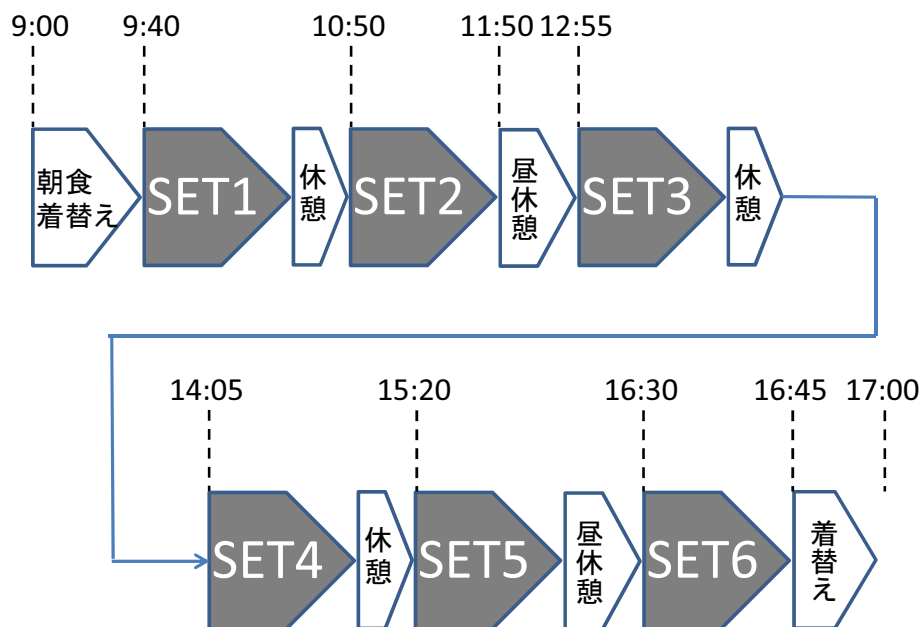 9:00
9:40
10:50
11:50
12:55
朝食
着替え
SET1
休憩
SET2
昼休憩
SET3
休憩
14:05
15:20
16:30
16:45
17:00
SET4
休憩
SET5
昼休憩
SET6
着替え